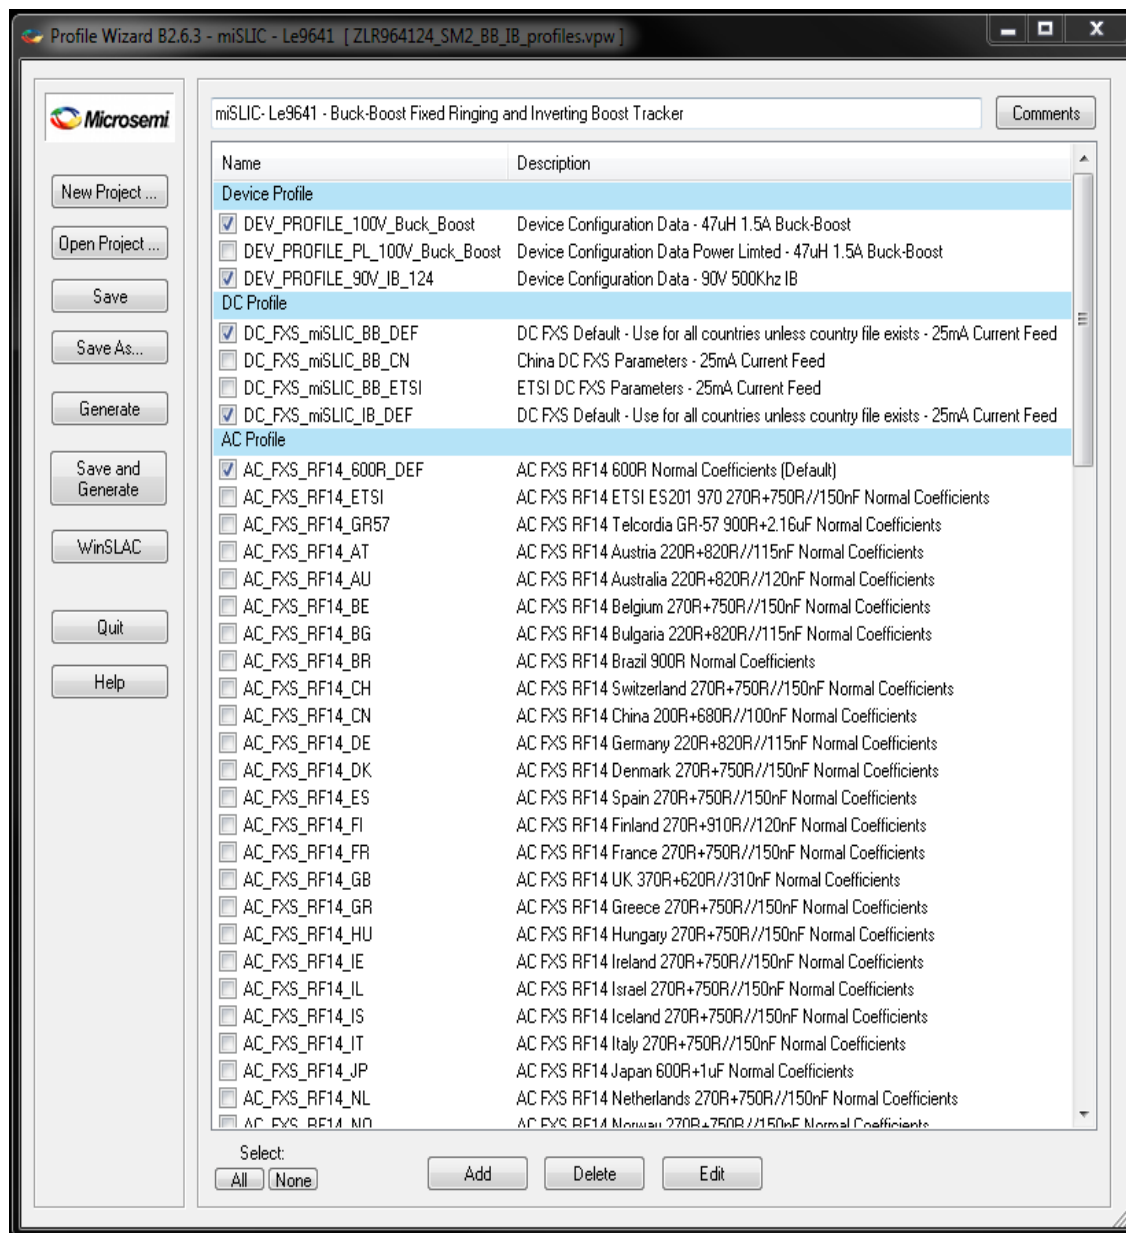 Profile Wizard B2.6.3 - miSLIC - Le9641 [ ZLR964124_SM2_BB_IB_profiles.vpw ]
Microsemi
miSLIC- Le9641 - Buck-Boost Fixed Ringing and Inverting Boost Tracker
Comments
New Project ...
Open Project ...
Save
Save As...
Generate
Save and
Generate
WinSLAC
Quit
Help
Name Description
Device Profile
DEV_PROFILE_100V_Buck_Boost Device Configuration Data - 47uH 1.5A Buck-Boost
DEV_PROFILE_PL_100V_Buck_Boost Device Configuration Data Power Limted - 47uH 1.5A Buck-Boost
DEV_PROFILE_90V_IB_124 Device Configuration Data - 90V 500Khz IB
DC Profile
DC_FXS_miSLIC_BB_DEF DC FXS Default - Use for all countries unless country file exists - 25mA Current Feed
DC_FXS_miSLIC_BB_CN China DC FXS Parameters - 25mA Current Feed
DC_FXS_miSLIC_BB_ETSI ETSI DC FXS Parameters - 25mA Current Feed
DC_FXS_miSLIC_IB_DEF DC FXS Default - Use for all countries unless country file exists - 25mA Current Feed
AC Profile
AC_FXS_RF14_600R_DEF AC FXS RF14 600R Normal Coefficients (Default)
AC_FXS_RF14_ETSI AC FXS RF14 ETSI ES201 970 270R+750R//150nF Normal Coefficients
AC_FXS_RF14_GR57 AC FXS RF14 Telcordia GR-57 900R+2.16uF Normal Coefficients
AC_FXS_RF14_AT AC FXS RF14 Austria 220R+820R//115nF Normal Coefficients
AC_FXS_RF14_AU AC FXS RF14 Australia 220R+820R//120nF Normal Coefficients
AC_FXS_RF14_BE AC FXS RF14 Belgium 270R+750R//150nF Normal Coefficients
AC_FXS_RF14_BG AC FXS RF14 Bulgaria 220R+820R//115nF Normal Coefficients
AC_FXS_RF14_BR AC FXS RF14 Brazil 900R Normal Coefficients
AC_FXS_RF14_CH AC FXS RF14 Switzerland 270R+750R//150nF Normal Coefficients
AC_FXS_RF14_CN AC FXS RF14 China 200R+680R//100nF Normal Coefficients
AC_FXS_RF14_DE AC FXS RF14 Germany 220R+820R//115nF Normal Coefficients
AC_FXS_RF14_DK AC FXS RF14 Denmark 270R+750R//150nF Normal Coefficients
AC_FXS_RF14_ES AC FXS RF14 Spain 270R+750R//150nF Normal Coefficients
AC_FXS_RF14_FI AC FXS RF14 Finland 270R+910R//120nF Normal Coefficients
AC_FXS_RF14_FR AC FXS RF14 France 270R+750R//150nF Normal Coefficients
AC_FXS_RF14_GB AC FXS RF14 UK 370R+620R//310nF Normal Coefficients
AC_FXS_RF14_GR AC FXS RF14 Greece 270R+750R//150nF Normal Coefficients
AC_FXS_RF14_HU AC FXS RF14 Hungary 270R+750R//150nF Normal Coefficients
AC_FXS_RF14_IE AC FXS RF14 Ireland 270R+750R//150nF Normal Coefficients
AC_FXS_RF14_IL AC FXS RF14 Israel 270R+750R//150nF Normal Coefficients
AC_FXS_RF14_IS AC FXS RF14 Iceland 270R+750R//150nF Normal Coefficients
AC_FXS_RF14_IT AC FXS RF14 Italy 270R+750R//150nF Normal Coefficients
AC_FXS_RF14_JP AC FXS RF14 Japan 600R+1uF Normal Coefficients
AC_FXS_RF14_NL AC FXS RF14 Netherlands 270R+750R//150nF Normal Coefficients
AC_FXS_RF14_NO AC FXS RF14 Norway 270R+750R//150nF Normal Coefficients
Select:
All None Add Delete Edit